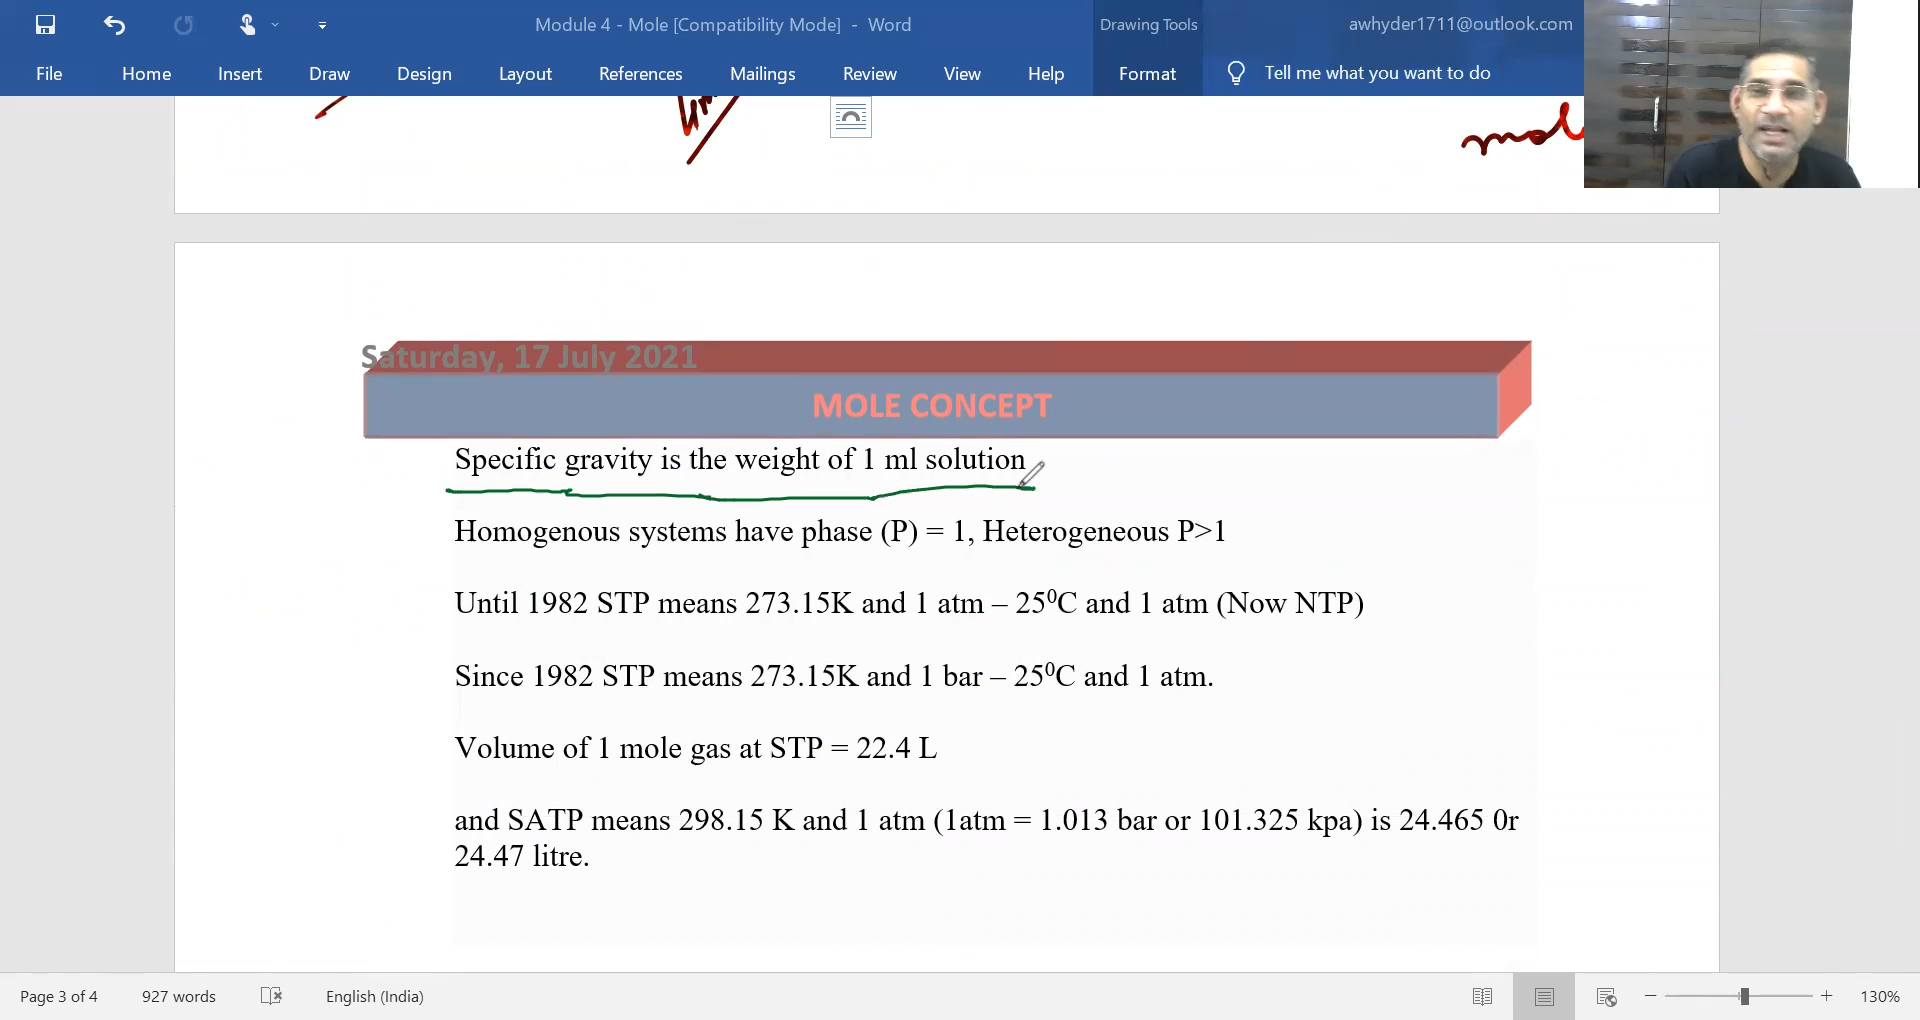 Module 4 - Mole [Compatibility Mode] - Word
Drawing Tools
awhyder1711@outlook.com
File Home Insert Draw Design Layout References Mailings Review View Help Format Tell me what you want to do
Saturday, 17 July 2021
MOLE CONCEPT
Specific gravity is the weight of 1 ml solution
Homogenous systems have phase (P) = 1, Heterogeneous P>1
Until 1982 STP means 273.15K and 1 atm – 25⁰C and 1 atm (Now NTP)
Since 1982 STP means 273.15K and 1 bar – 25⁰C and 1 atm.
Volume of 1 mole gas at STP = 22.4 L
and SATP means 298.15 K and 1 atm (1atm = 1.013 bar or 101.325 kpa) is 24.465 0r
24.47 litre.
Page 3 of 4 927 words English (India) 130%